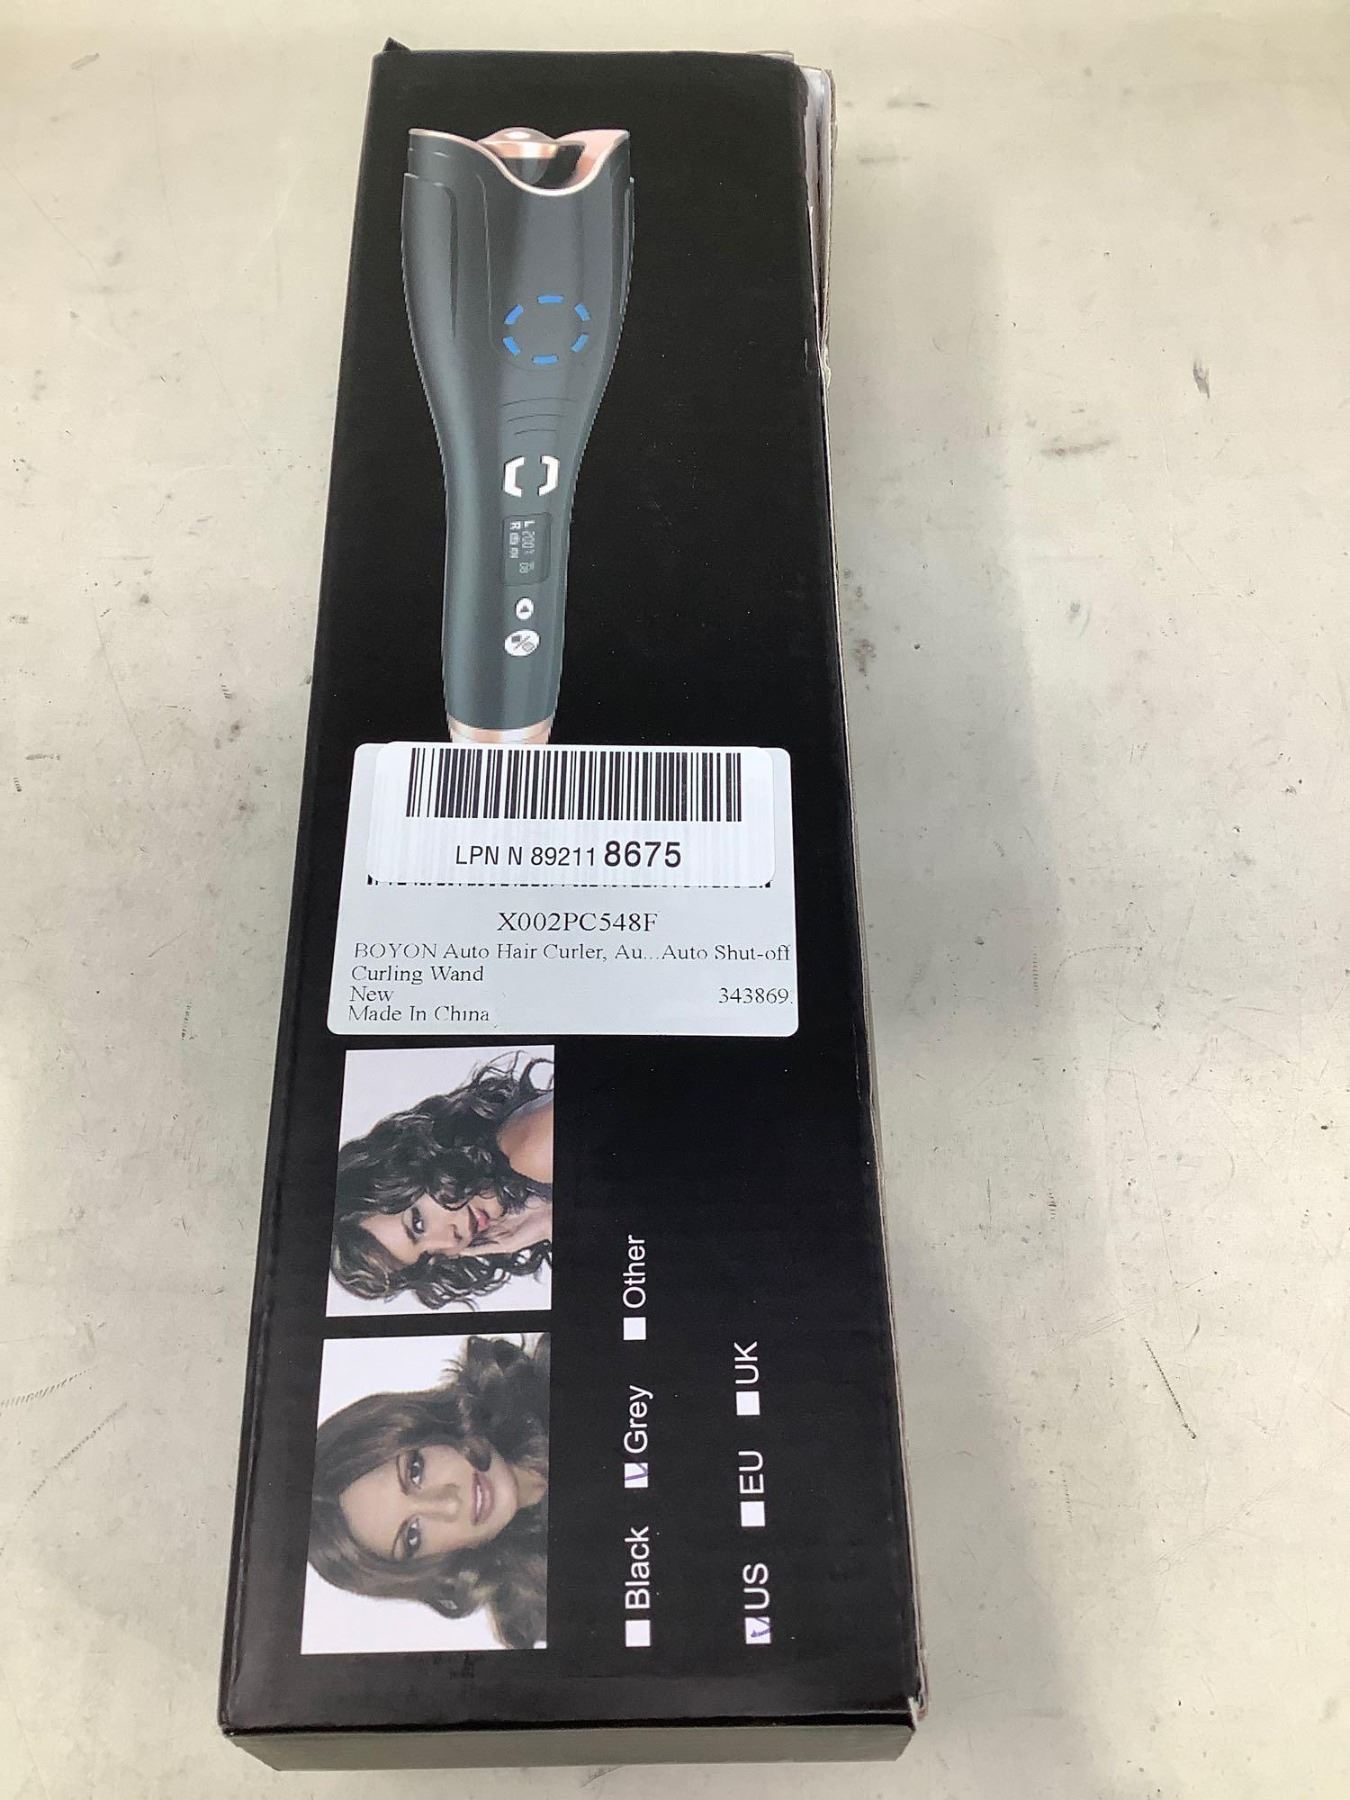 L 200
R
LPN N 89211 8675
X002PC548F
BOYON Auto Hair Curler, Au...Auto Shut-off
Curling Wand
New 343869
Made In China
Black Grey Other
US EU UK